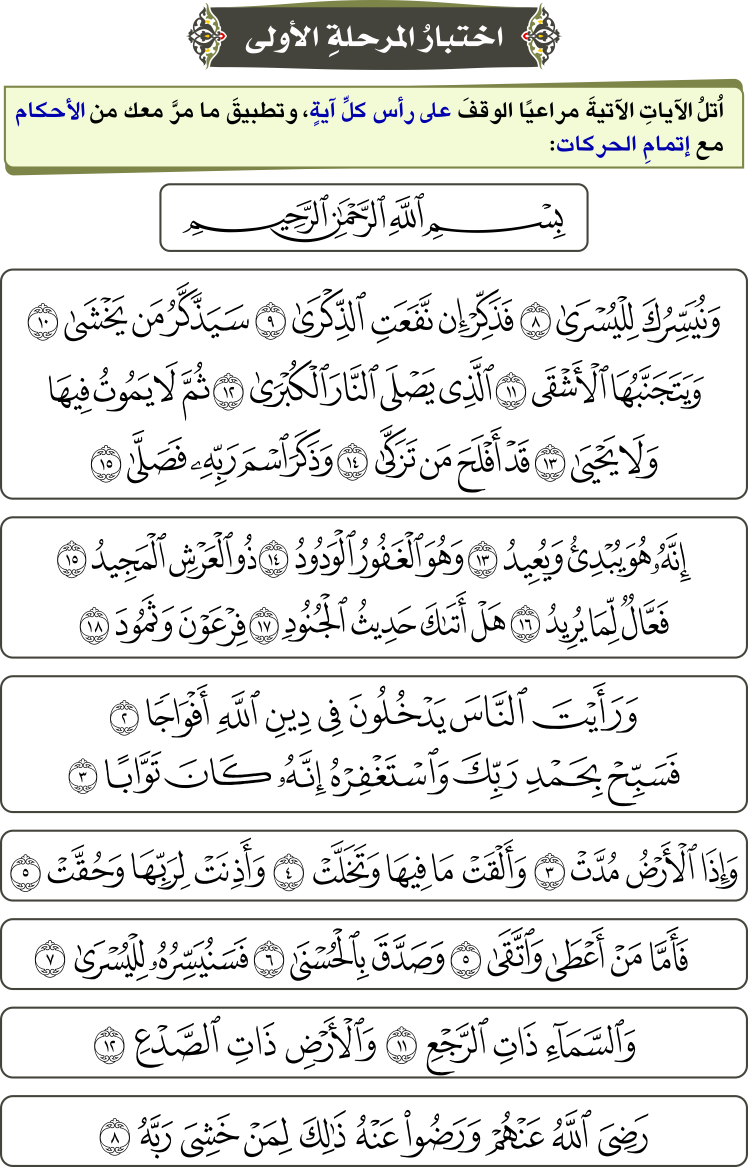 اختبارُ المرحلةِ الأولى
اُتلُ الآياتِ الآتيةَ مراعيًا الوقفَ على رأس كلِّ آيةٍ، وتطبيقَ ما مرَّ معك من الأحكام
مع إتمامِ الحركات:
بِسْمِ ٱللَّهِ ٱلرَّحْمَٰنِ ٱلرَّحِيمِ
وَنُيَسِّرُكَ لِلْيُسْرَىٰ ٨ فَذَكِّرْ إِن نَّفَعَتِ ٱلذِّكْرَىٰ ٩ سَيَذَّكَّرُ مَن يَخْشَىٰ ١٠
وَيَتَجَنَّبُهَا ٱلْأَشْقَى ١١ ٱلَّذِى يَصْلَى ٱلنَّارَ ٱلْكُبْرَىٰ ١٢ ثُمَّ لَا يَمُوتُ فِيهَا
وَلَا يَحْيَىٰ ١٣ قَدْ أَفْلَحَ مَن تَزَكَّىٰ ١٤ وَذَكَرَ ٱسْمَ رَبِّهِۦ فَصَلَّىٰ ١٥
إِنَّهُۥ هُوَ يُبْدِئُ وَيُعِيدُ ١٣ وَهُوَ ٱلْغَفُورُ ٱلْوَدُودُ ١٤ ذُو ٱلْعَرْشِ ٱلْمَجِيدُ ١٥
فَعَّالٌ لِّمَا يُرِيدُ ١٦ هَلْ أَتَىٰكَ حَدِيثُ ٱلْجُنُودِ ١٧ فِرْعَوْنَ وَثَمُودَ ١٨
وَرَأَيْتَ ٱلنَّاسَ يَدْخُلُونَ فِى دِينِ ٱللَّهِ أَفْوَاجًا ٢
فَسَبِّحْ بِحَمْدِ رَبِّكَ وَٱسْتَغْفِرْهُ إِنَّهُۥ كَانَ تَوَّابًا ٣
وَإِذَا ٱلْأَرْضُ مُدَّتْ ٣ وَأَلْقَتْ مَا فِيهَا وَتَخَلَّتْ ٤ وَأَذِنَتْ لِرَبِّهَا وَحُقَّتْ ٥
فَأَمَّا مَنْ أَعْطَىٰ وَٱتَّقَىٰ ٥ وَصَدَّقَ بِٱلْحُسْنَىٰ ٦ فَسَنُيَسِّرُهُۥ لِلْيُسْرَىٰ ٧
وَٱلسَّمَآءِ ذَاتِ ٱلرَّجْعِ ١١ وَٱلْأَرْضِ ذَاتِ ٱلصَّدْعِ ١٢
رَضِىَ ٱللَّهُ عَنْهُمْ وَرَضُوا۟ عَنْهُ ذَٰلِكَ لِمَنْ خَشِىَ رَبَّهُ ٨